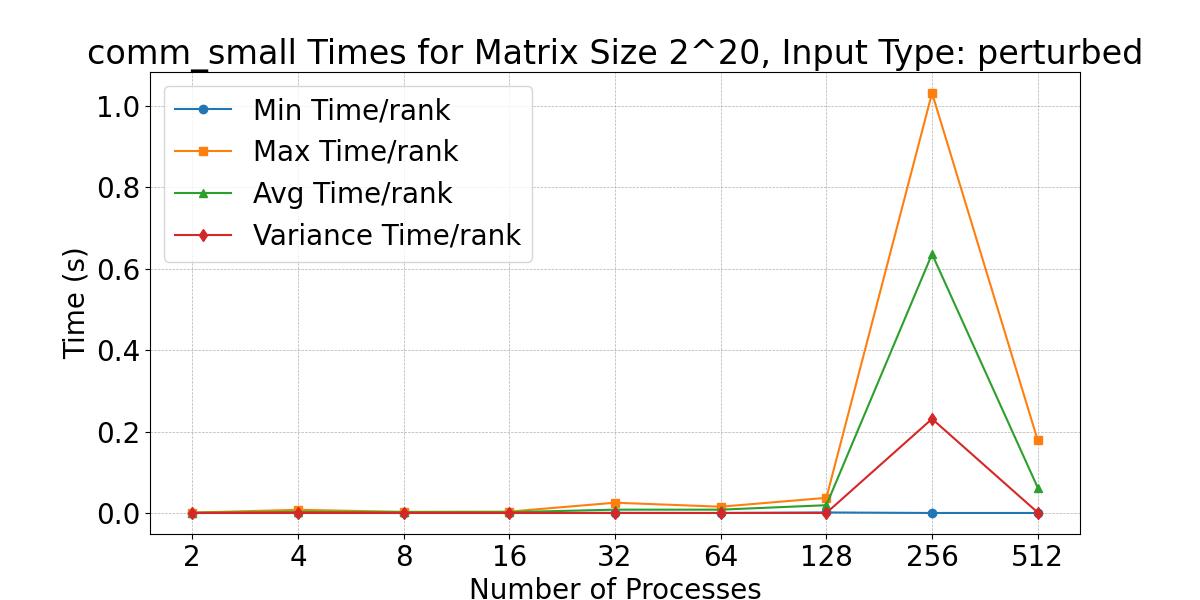 comm_small Times for Matrix Size 2^20, Input Type: perturbed
Min Time/rank
Max Time/rank
Avg Time/rank
Variance Time/rank
Time (s)
1.0
0.8
0.6
0.4
0.2
0.0
2 4 8 16 32 64 128 256 512
Number of Processes